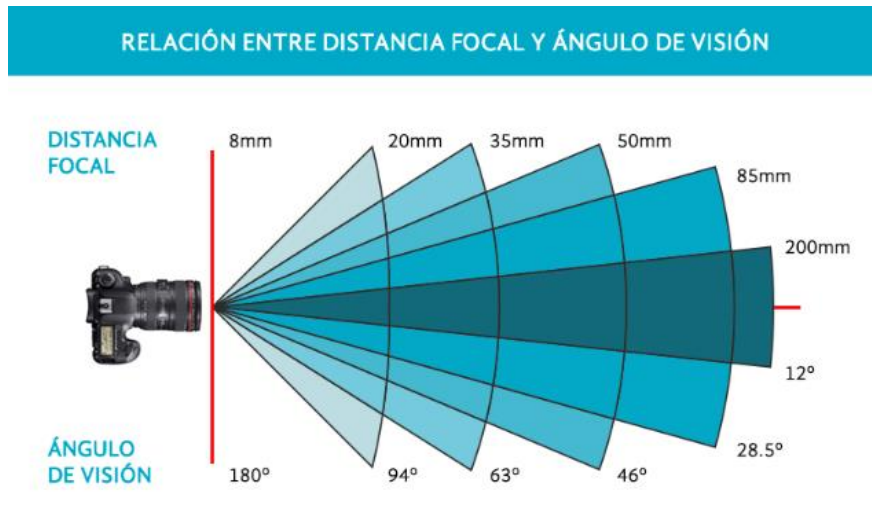 RELACIÓN ENTRE DISTANCIA FOCAL Y ÁNGULO DE VISIÓN
DISTANCIA
FOCAL
8mm
20mm
35mm
50mm
85mm
200mm
12º
28.5º
46º
63º
94º
180º
ÁNGULO
DE VISIÓN